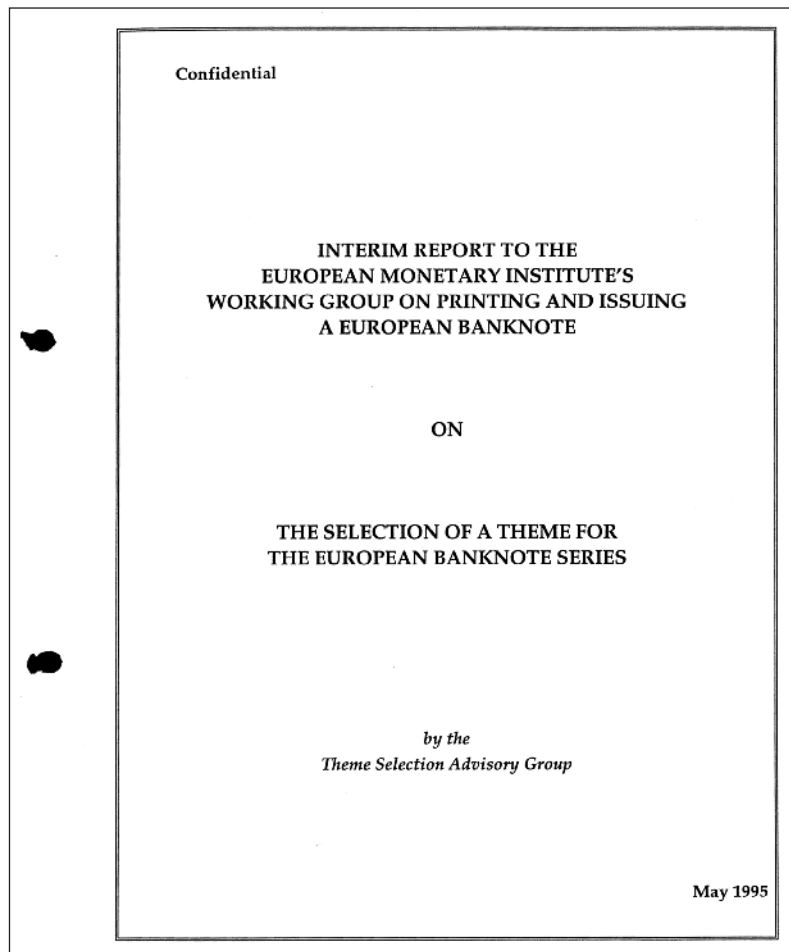 Confidential
INTERIM REPORT TO THE
EUROPEAN MONETARY INSTITUTE'S
WORKING GROUP ON PRINTING AND ISSUING
A EUROPEAN BANKNOTE
ON
THE SELECTION OF A THEME FOR
THE EUROPEAN BANKNOTE SERIES
by the
Theme Selection Advisory Group
May 1995